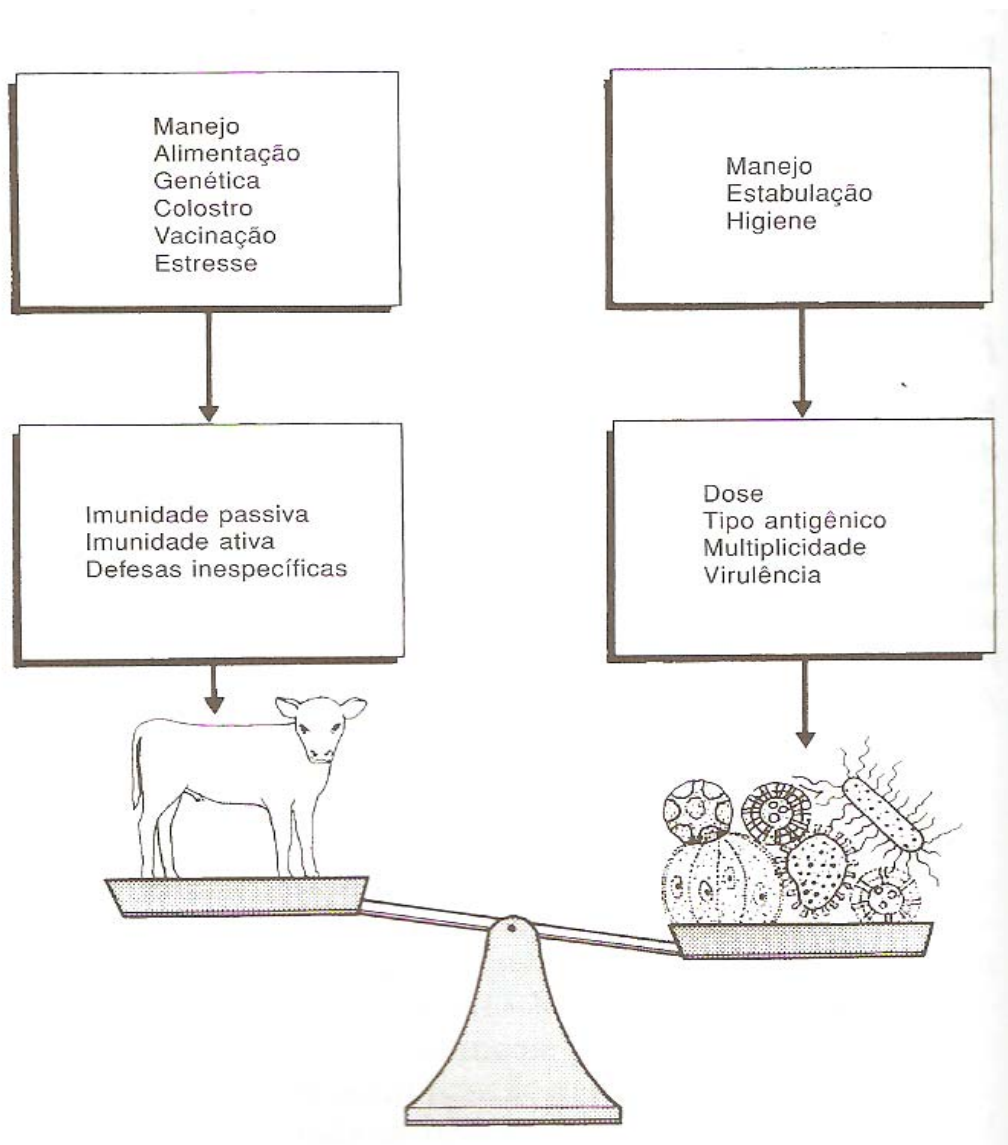 Manejo
Alimentação
Genética
Colostro
Vacinação
Estresse
Manejo
Estabulação
Higiene
Imunidade passiva
Imunidade ativa
Defesas inespecíficas
Dose
Tipo antigênico
Multiplicidade
Virulência